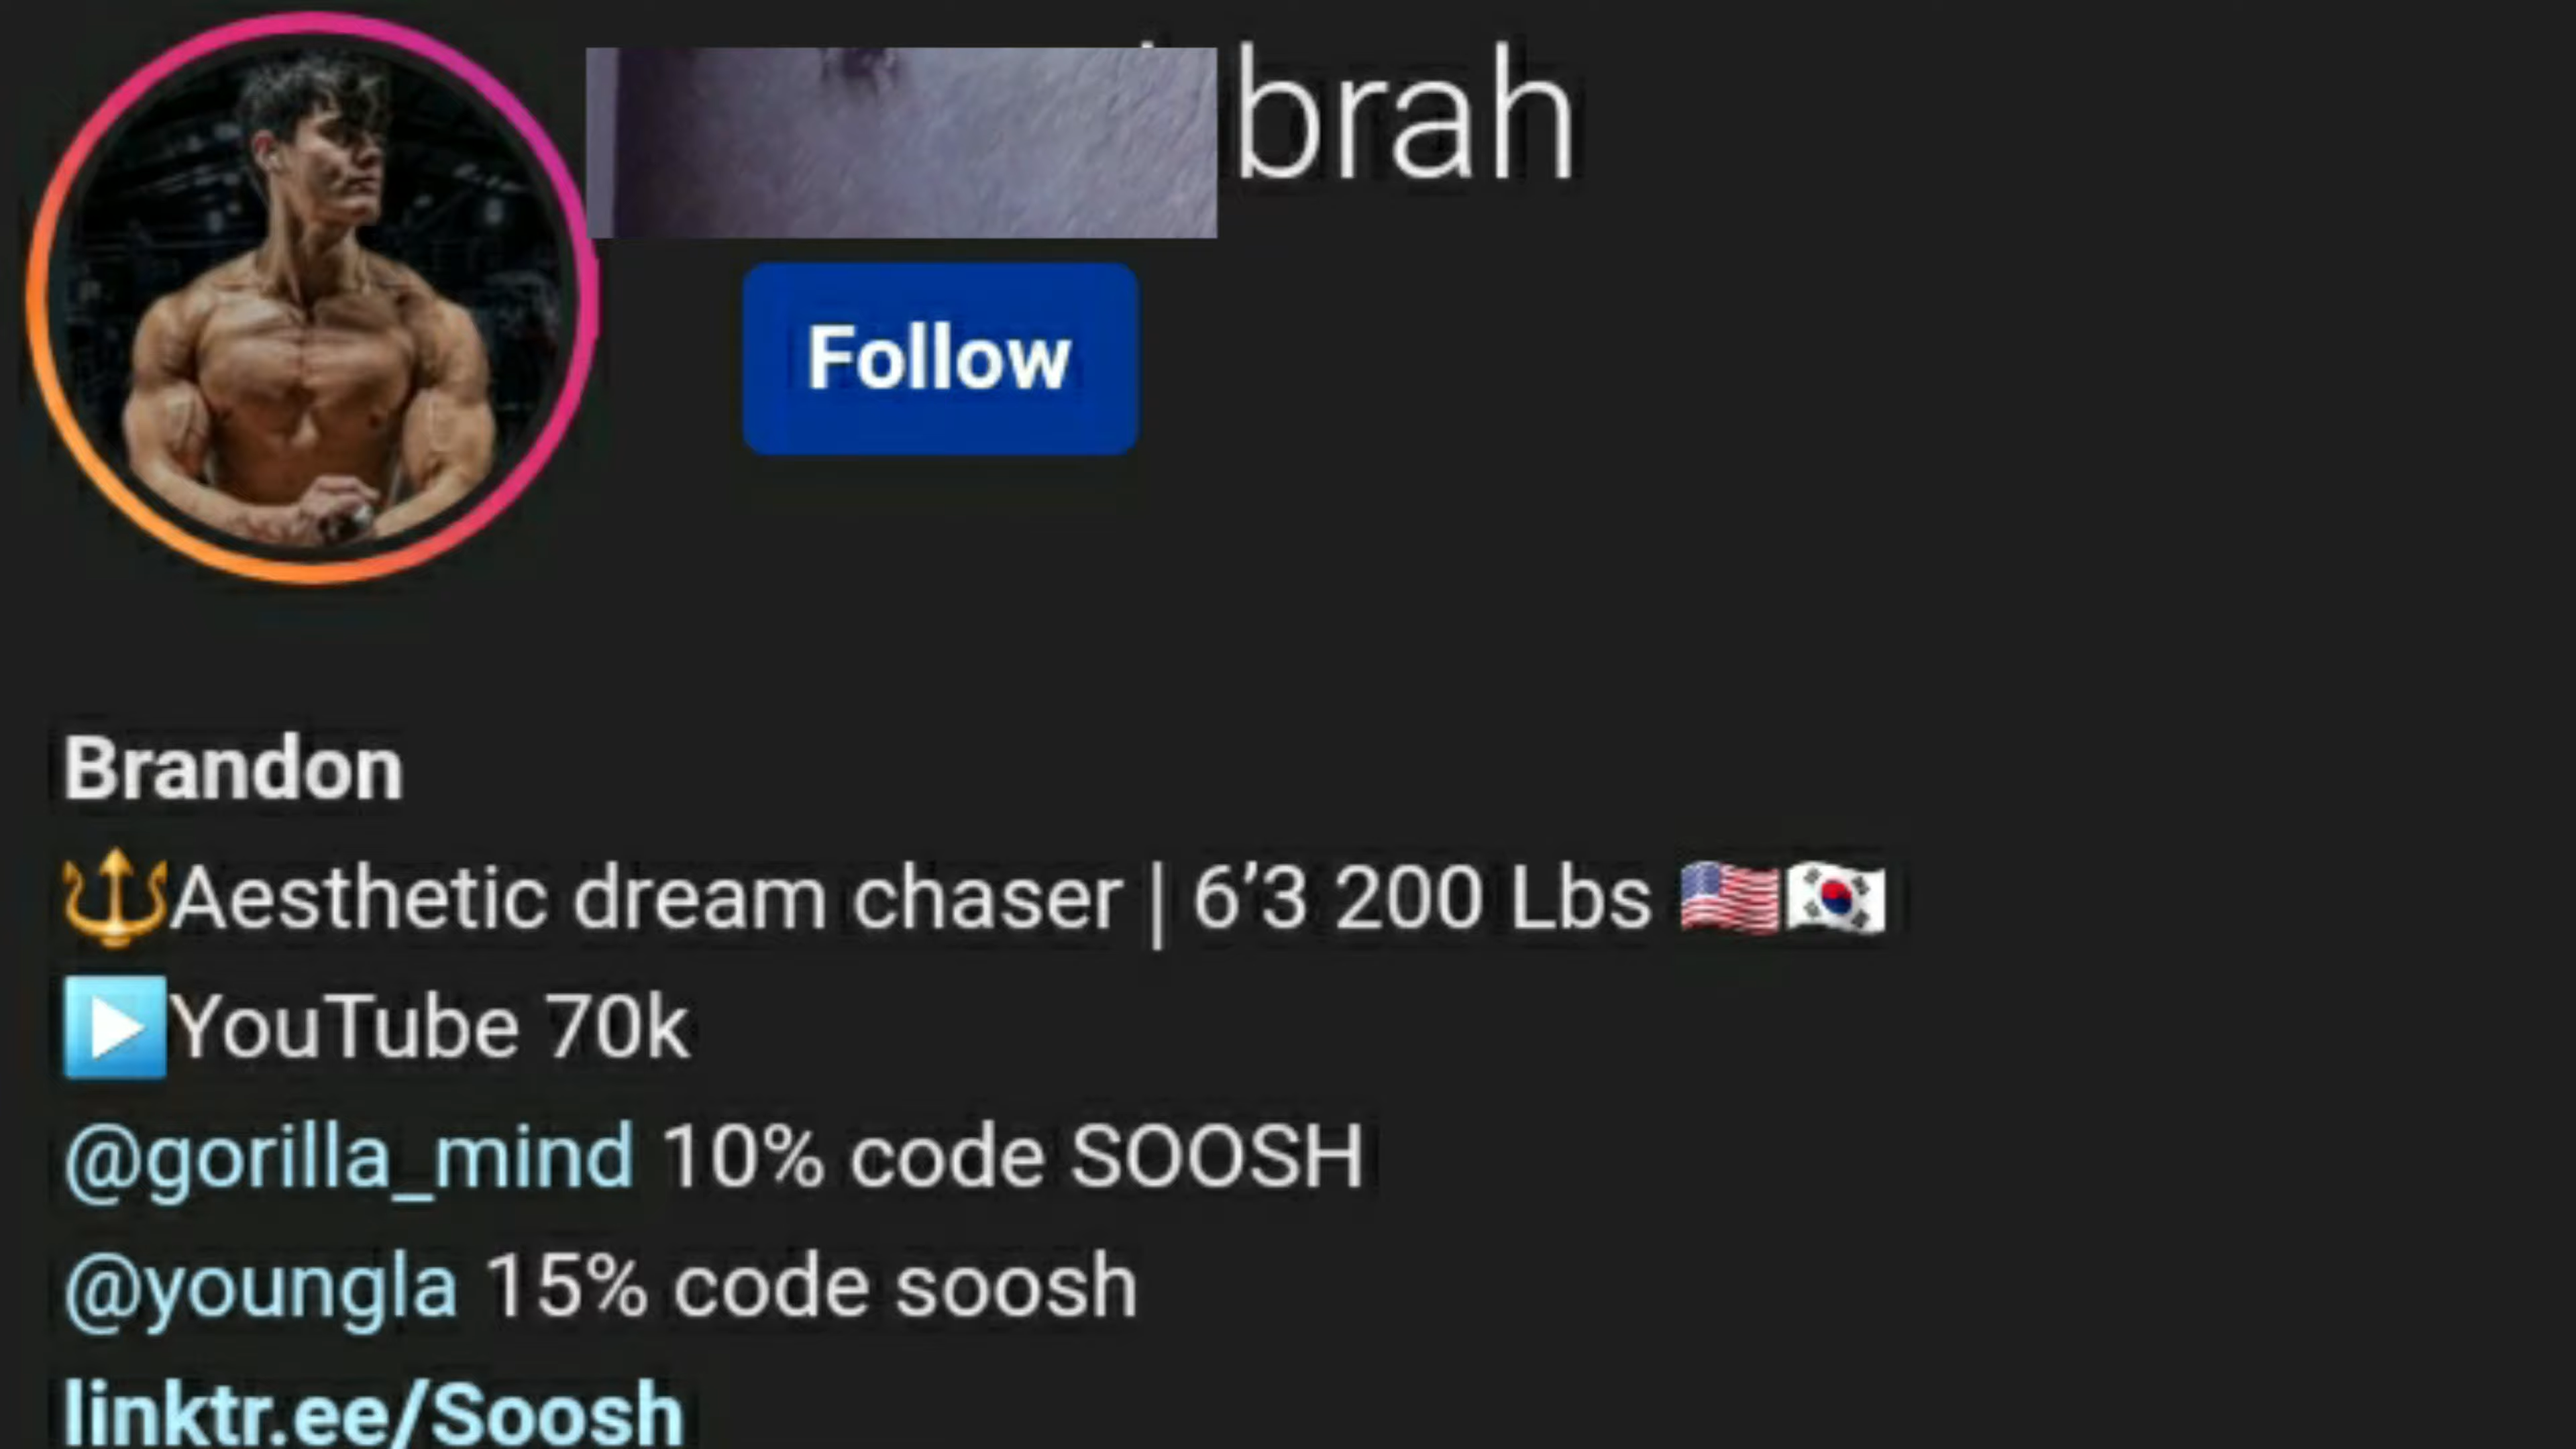 brah
Follow
Brandon
🔱Aesthetic dream chaser | 6’3 200 Lbs 🇺🇸🇰🇷
▶️YouTube 70k
@gorilla_mind 10% code SOOSH
@youngla 15% code soosh
linktr.ee/Soosh